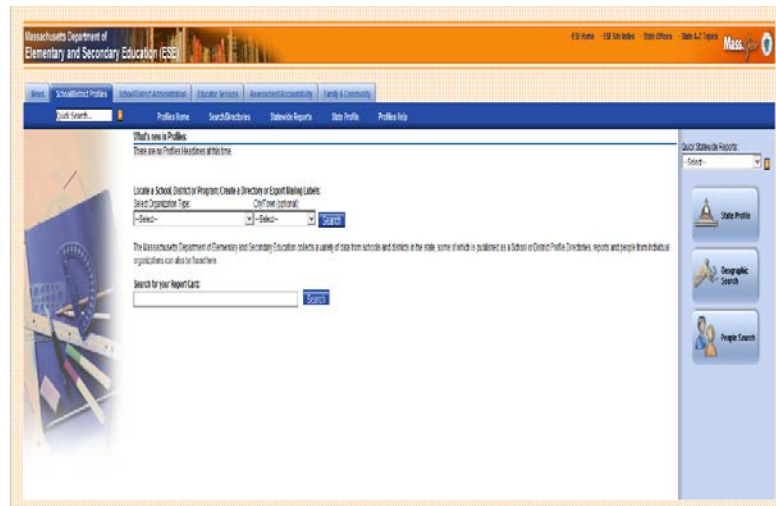 Massachusetts Department of
Elementary and Secondary Education (ESE)
ESE Home ESE Site Index State Offices State A-Z Topics
Mass.Gov
News School/District Profiles School/District Administration Educator Services Assessment/Accountability Family & Community
Quick Search... Profiles Home Search/Directories Statewide Reports State Profile Profiles Help
What's new in Profiles:
There are no Profiles Headlines at this time.
Locate a School, District or Program; Create a Directory or Export Mailing Labels:
Select Organization Type: City/Town (optional):
--Select-- --Select-- Search
The Massachusetts Department of Elementary and Secondary Education collects a variety of data from schools and districts in the state, some of which is published as a School or District Profile. Directories, reports and people from individual
organizations can also be found here.
Search for your Report Card:
Search
Quick Statewide Reports:
--Select--
State Profile
Geographic
Search
People Search